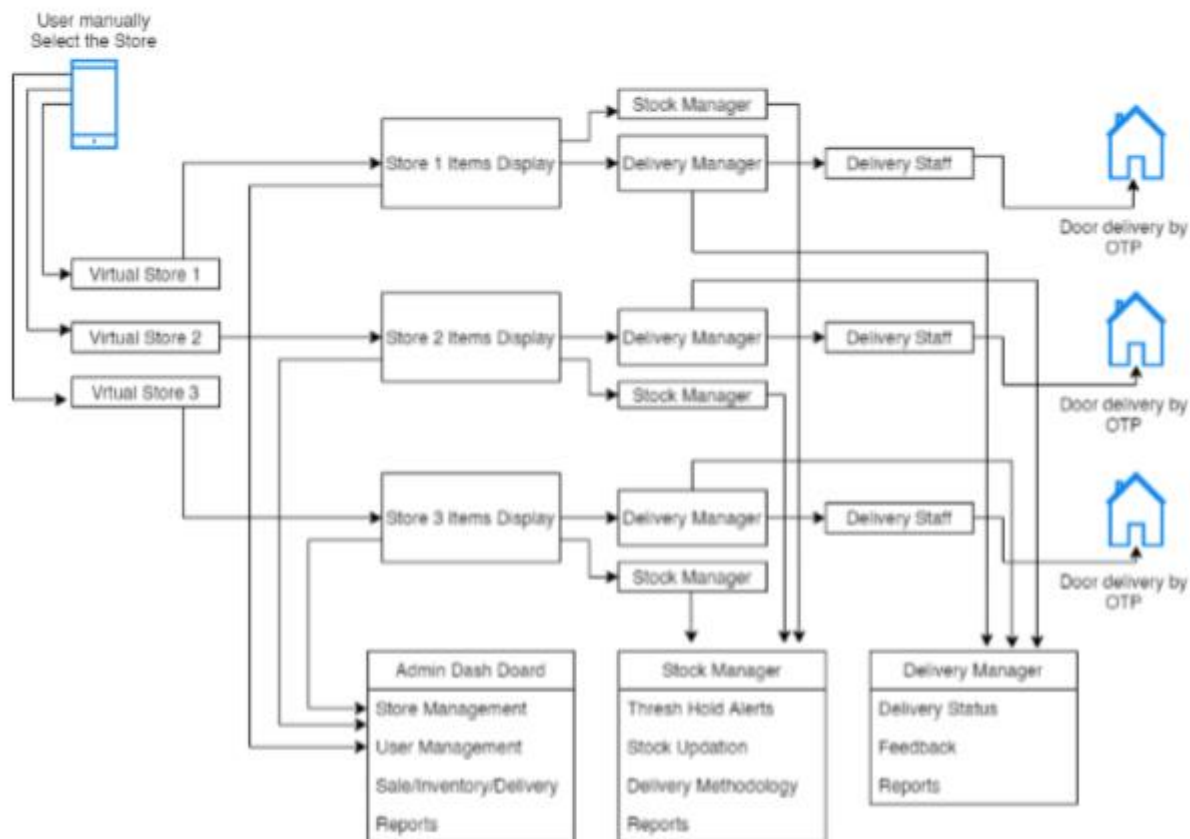 User manually
Select the Store
Stock Manager
Store 1 Items Display
Delivery Manager
Delivery Staff
Door delivery by
OTP
Virtual Store 1
Virtual Store 2
Store 2 Items Display
Delivery Manager
Delivery Staff
Vrtual Store 3
Stock Manager
Door delivery by
OTP
Store 3 Items Display
Delivery Manager
Delivery Staff
Stock Manager
Door delivery by
OTP
Admin Dash Board
Store Management
User Management
Sale/Inventory/Delivery
Reports
Stock Manager
Thresh Hold Alerts
Stock Updation
Delivery Methodology
Reports
Delivery Manager
Delivery Status
Feedback
Reports